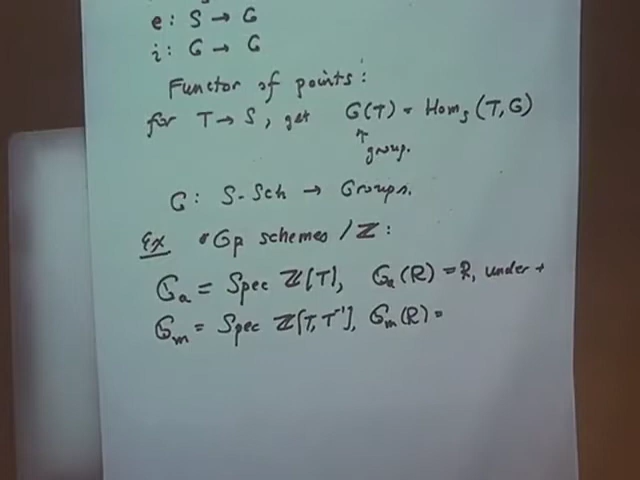 e: S → G
i: G → G
Functor of points:
for T → S, get G(T) = Hom_S (T, G)
↑
group.
G: S-Sch → Groups.
Ex • Gp schemes /ℤ:
G_a = Spec ℤ[T], G_a(R) = R, under +
G_m = Spec ℤ[T, T⁻¹], G_m(R) =